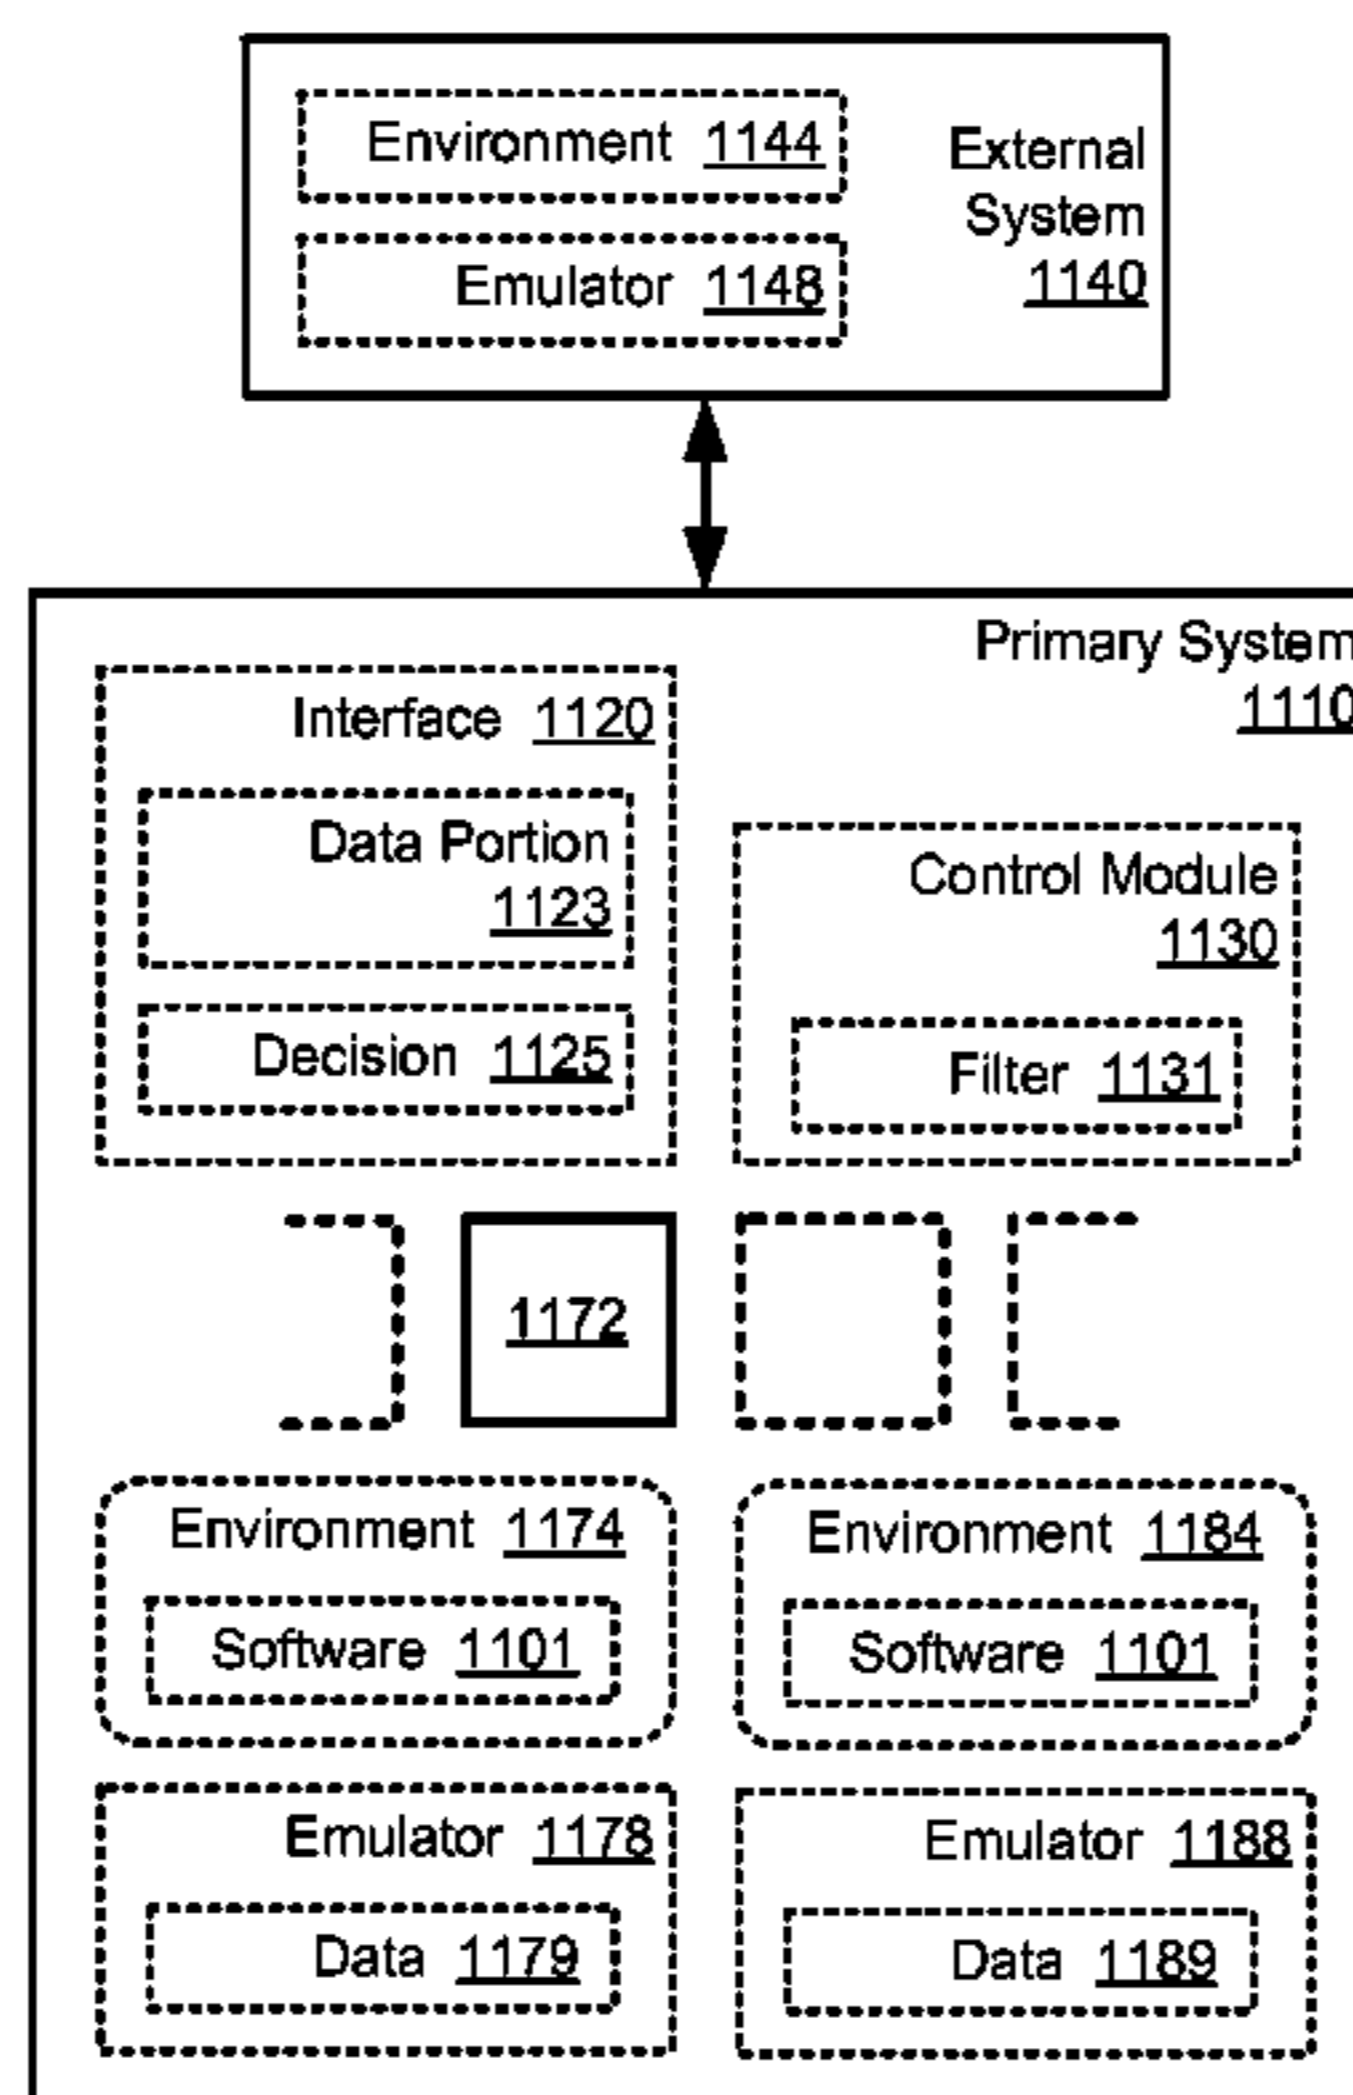 Environment 1144
Emulator 1148
External
System
1140
Primary System
1110
Interface 1120
Data Portion
1123
Decision 1125
Control Module
1130
Filter 1131
1172
Environment 1174
Software 1101
Environment 1184
Software 1101
Emulator 1178
Data 1179
Emulator 1188
Data 1189